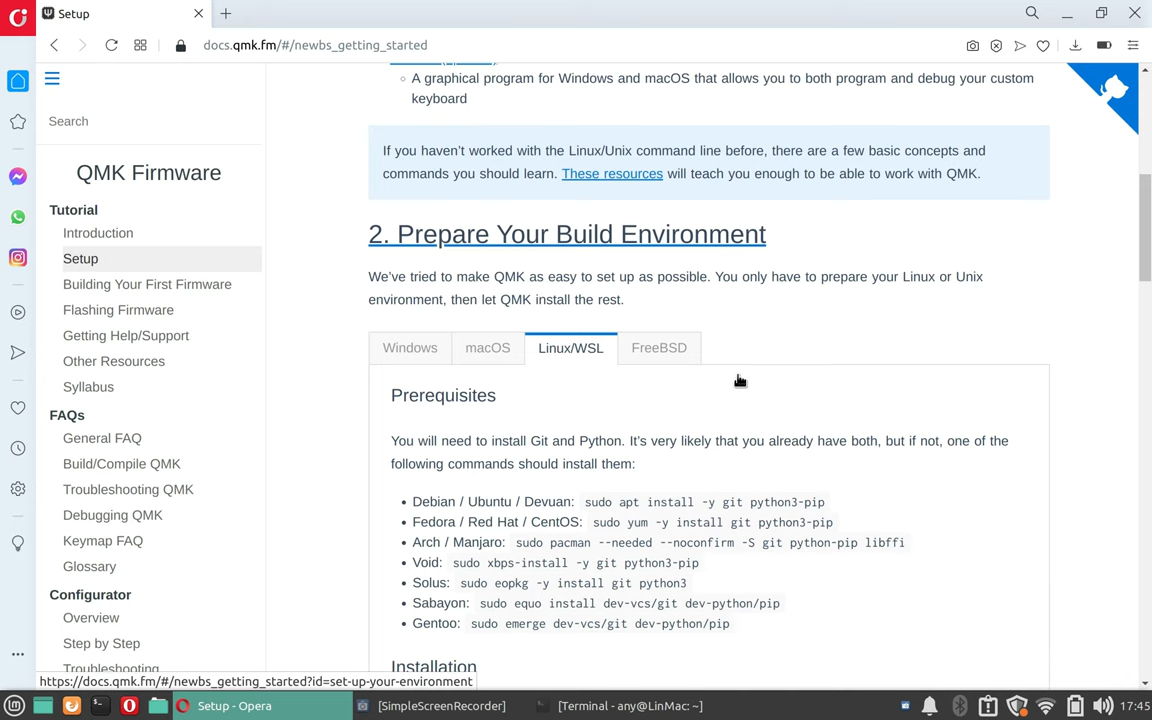 Setup
docs.qmk.fm/#/newbs_getting_started
Search
QMK Firmware
Tutorial
Introduction
Setup
Building Your First Firmware
Flashing Firmware
Getting Help/Support
Other Resources
Syllabus
FAQs
General FAQ
Build/Compile QMK
Troubleshooting QMK
Debugging QMK
Keymap FAQ
Glossary
Configurator
Overview
Step by Step
Troubleshooting
A graphical program for Windows and macOS that allows you to both program and debug your custom
keyboard
If you haven't worked with the Linux/Unix command line before, there are a few basic concepts and
commands you should learn. These resources will teach you enough to be able to work with QMK.
2. Prepare Your Build Environment
We've tried to make QMK as easy to set up as possible. You only have to prepare your Linux or Unix
environment, then let QMK install the rest.
Windows macOS Linux/WSL FreeBSD
Prerequisites
You will need to install Git and Python. It's very likely that you already have both, but if not, one of the
following commands should install them:
Debian / Ubuntu / Devuan: sudo apt install -y git python3-pip
Fedora / Red Hat / CentOS: sudo yum -y install git python3-pip
Arch / Manjaro: sudo pacman --needed --noconfirm -S git python-pip libffi
Void: sudo xbps-install -y git python3-pip
Solus: sudo eopkg -y install git python3
Sabayon: sudo equo install dev-vcs/git dev-python/pip
Gentoo: sudo emerge dev-vcs/git dev-python/pip
Installation
https://docs.qmk.fm/#/newbs_getting_started?id=set-up-your-environment
Setup - Opera
[SimpleScreenRecorder]
[Terminal - any@LinMac: ~]
17:45